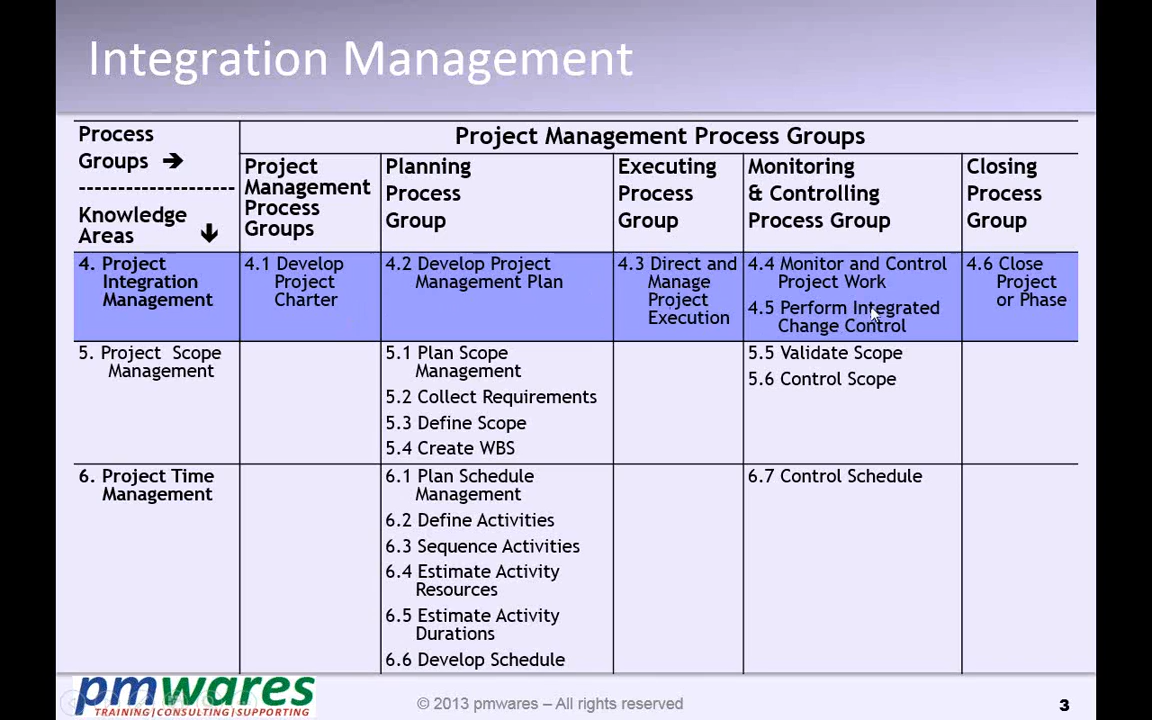 Integration Management
Process
Groups →
--------------------
Knowledge
Areas ↓
Project Management Process Groups
Project
Management
Process
Groups
Planning
Process
Group
Executing
Process
Group
Monitoring
& Controlling
Process Group
Closing
Process
Group
4. Project
Integration
Management
4.1 Develop
Project
Charter
4.2 Develop Project
Management Plan
4.3 Direct and
Manage
Project
Execution
4.4 Monitor and Control
Project Work
4.5 Perform Integrated
Change Control
4.6 Close
Project
or Phase
5. Project Scope
Management
5.1 Plan Scope
Management
5.2 Collect Requirements
5.3 Define Scope
5.4 Create WBS
5.5 Validate Scope
5.6 Control Scope
6. Project Time
Management
6.1 Plan Schedule
Management
6.2 Define Activities
6.3 Sequence Activities
6.4 Estimate Activity
Resources
6.5 Estimate Activity
Durations
6.6 Develop Schedule
6.7 Control Schedule
pmwares
TRAINING|CONSULTING|SUPPORTING
© 2013 pmwares – All rights reserved
3